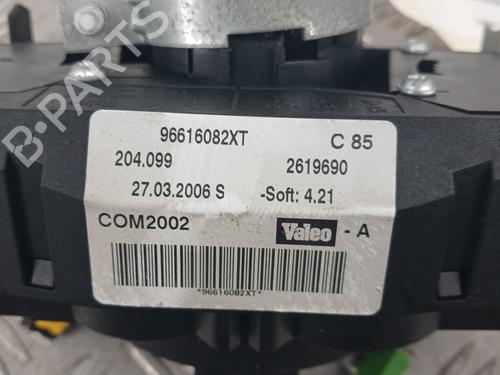 B-PARTS
96616082XT C 85
204.099 2619690
27.03.2006 S -Soft: 4.21
COM2002 Valeo - A
*96616082XT*